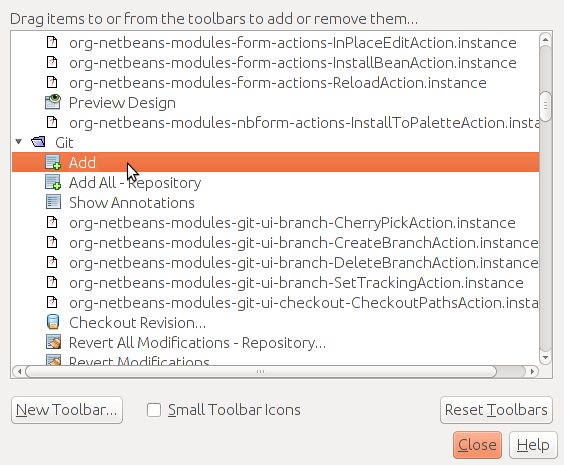 Drag items to or from the toolbars to add or remove them...
org-netbeans-modules-form-actions-InPlaceEditAction.instance
org-netbeans-modules-form-actions-InstallBeanAction.instance
org-netbeans-modules-form-actions-ReloadAction.instance
Preview Design
org-netbeans-modules-nbform-actions-InstallToPaletteAction.insta
Git
Add
Add All - Repository
Show Annotations
org-netbeans-modules-git-ui-branch-CherryPickAction.instance
org-netbeans-modules-git-ui-branch-CreateBranchAction.instance
org-netbeans-modules-git-ui-branch-DeleteBranchAction.instance
org-netbeans-modules-git-ui-branch-SetTrackingAction.instance
org-netbeans-modules-git-ui-checkout-CheckoutPathsAction.insta
Checkout Revision...
Revert All Modifications - Repository...
Revert Modifications
New Toolbar... Small Toolbar Icons Reset Toolbars
Close Help